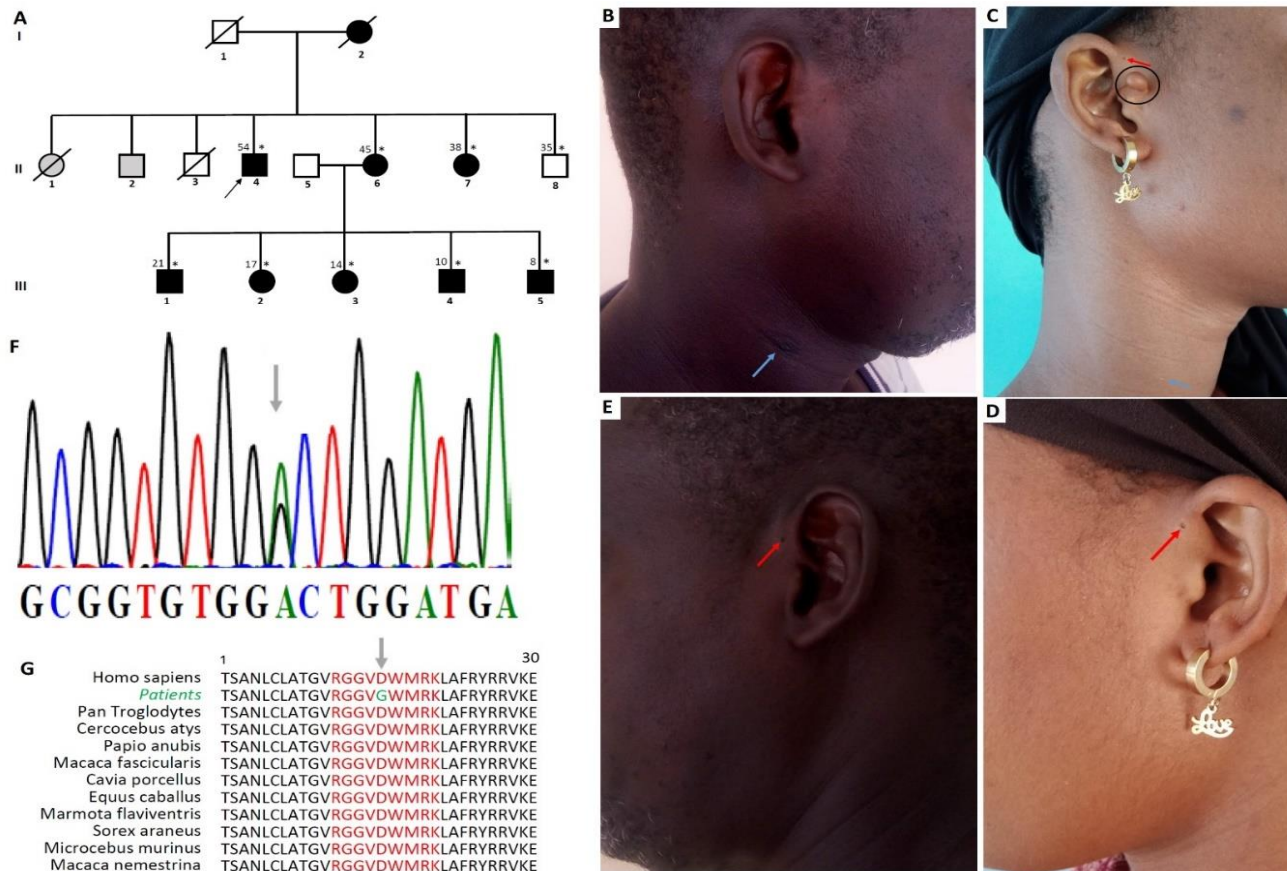 A
I
1
2
54 * 45 * 38 * 35 *
II
1 2 3 4 5 6 7 8
21 * 17 * 14 * 10 * 8 *
III
1 2 3 4 5
B
C
Love
E
D
Love
F
GCGGTGTGGACTGGATGA
G
1 30
Homo sapiens TSANLCLATGVRGGVDWMRKLAFRYRRVKE
Patients TSANLCLATGVRGGVGWMRKLAFRYRRVKE
Pan Troglodytes TSANLCLATGVRGGVDWMRKLAFRYRRVKE
Cercocebus atys TSANLCLATGVRGGVDWMRKLAFRYRRVKE
Papio anubis TSANLCLATGVRGGVDWMRKLAFRYRRVKE
Macaca fascicularis TSANLCLATGVRGGVDWMRKLAFRYRRVKE
Cavia porcellus TSANLCLATGVRGGVDWMRKLAFRYRRVKE
Equus caballus TSANLCLATGVRGGVDWMRKLAFRYRRVKE
Marmota flaviventris TSANLCLATGVRGGVDWMRKLAFRYRRVKE
Sorex araneus TSANLCLATGVRGGVDWMRKLAFRYRRVKE
Microcebus murinus TSANLCLATGVRGGVDWMRKLAFRYRRVKE
Macaca nemestrina TSANLCLATGVRGGVDWMRKLAFRYRRVKE